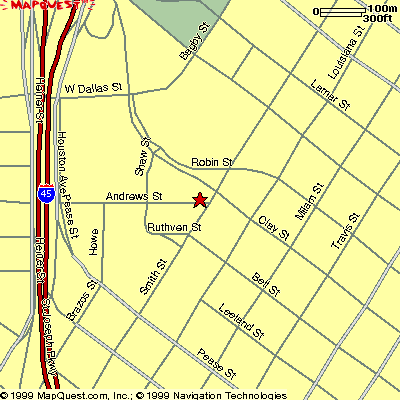 MAPQUEST
100m
300ft
Bagby St
Louisiana St
W Dallas St
Lamar St
Heiner St
Shaw St
Robin St
Houston Ave
Pease St
45
Andrews St
Milam St
Clay St
Travis St
Ruthven St
Howe
Heiner St
Smith St
Bell St
Brazos St
St Joseph Pkwy
Leeland St
Pease St
© 1999 MapQuest.com, Inc.; © 1999 Navigation Technologies